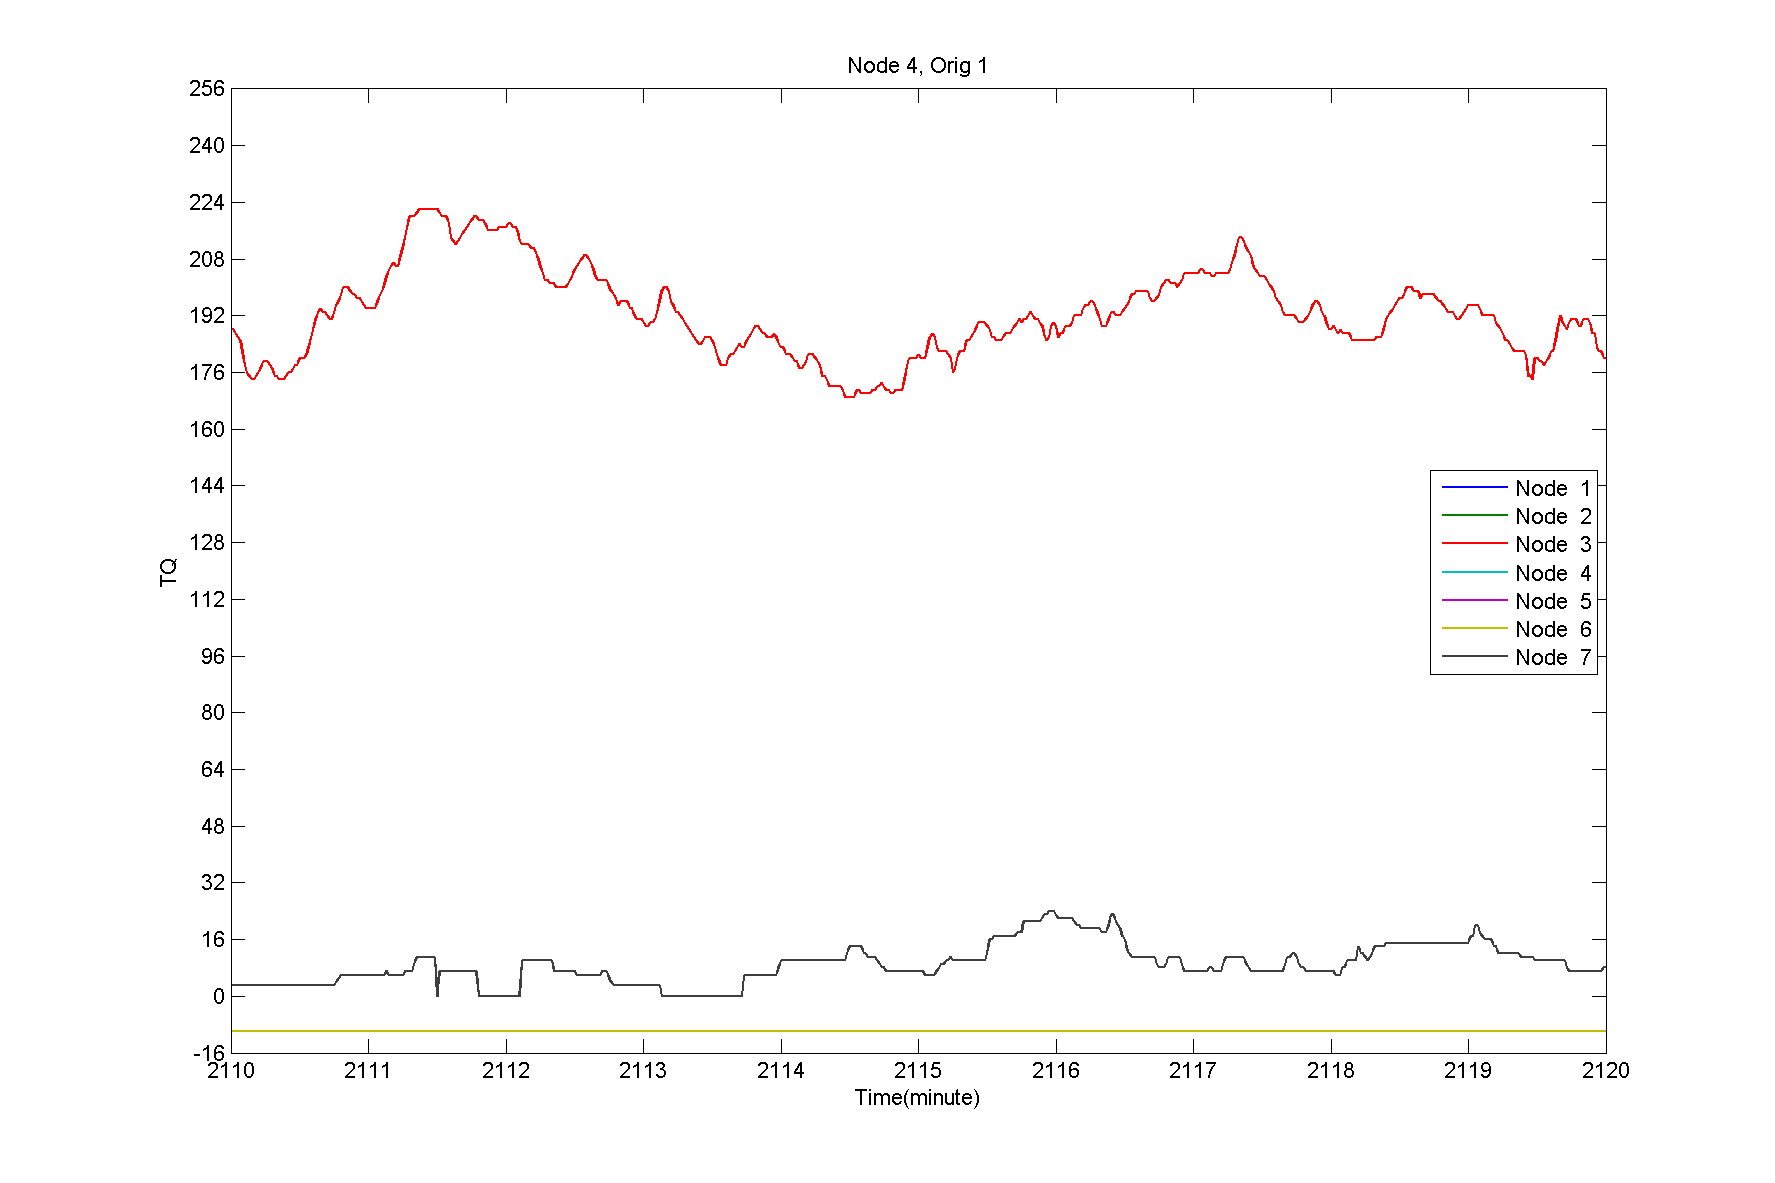 Node 4, Orig 1
256
240
224
208
192
176
160
144
128
112
96
80
64
48
32
16
0
-16
TQ
Node 1
Node 2
Node 3
Node 4
Node 5
Node 6
Node 7
2110 2111 2112 2113 2114 2115 2116 2117 2118 2119 2120
Time(minute)